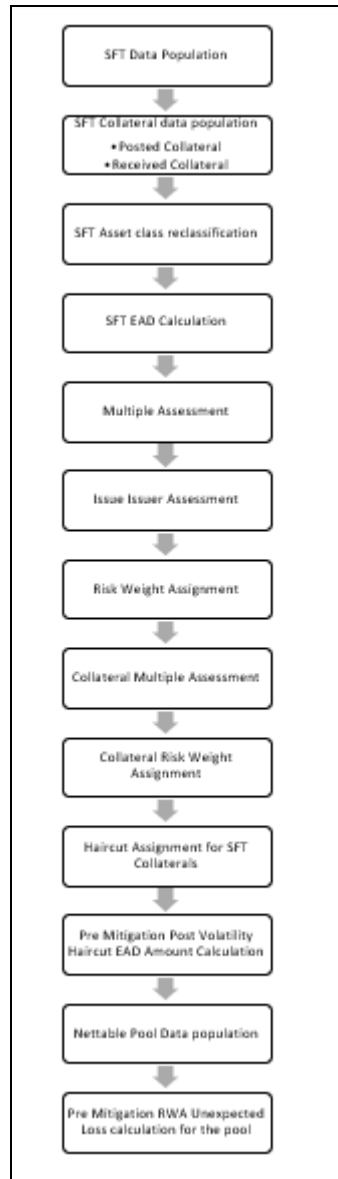 SFT Data Population
SFT Collateral data population
•Posted Collateral
•Received Collateral
SFT Asset class reclassification
SFT EAD Calculation
Multiple Assessment
Issue Issuer Assessment
Risk Weight Assignment
Collateral Multiple Assessment
Collateral Risk Weight
Assignment
Haircut Assignment for SFT
Collaterals
Pre Mitigation Post Volatility
Haircut EAD Amount Calculation
Nettable Pool Data population
Pre Mitigation RWA Unexpected
Loss calculation for the pool